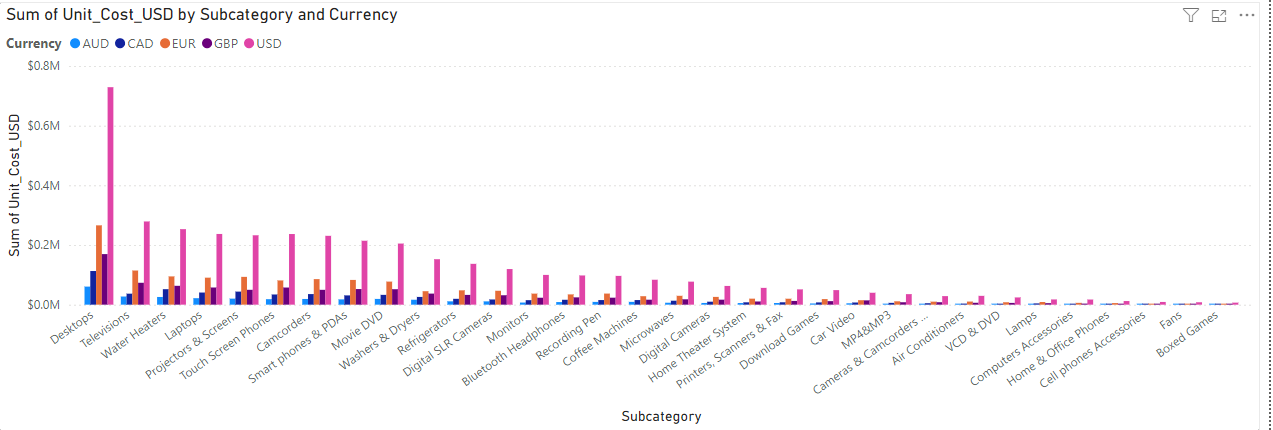 Sum of Unit_Cost_USD by Subcategory and Currency
Currency AUD CAD EUR GBP USD
$0.8M
$0.6M
$0.4M
$0.2M
$0.0M
Sum of Unit_Cost_USD
Desktops
Televisions
Water Heaters
Laptops
Projectors & Screens
Touch Screen Phones
Camcorders
Smart phones & PDAs
Movie DVD
Washers & Dryers
Refrigerators
Digital SLR Cameras
Monitors
Bluetooth Headphones
Recording Pen
Coffee Machines
Microwaves
Digital Cameras
Home Theater System
Printers, Scanners & Fax
Download Games
Car Video
MP4&MP3
Cameras & Camcorders ...
Air Conditioners
VCD & DVD
Lamps
Computers Accessories
Home & Office Phones
Cell phones Accessories
Fans
Boxed Games
Subcategory